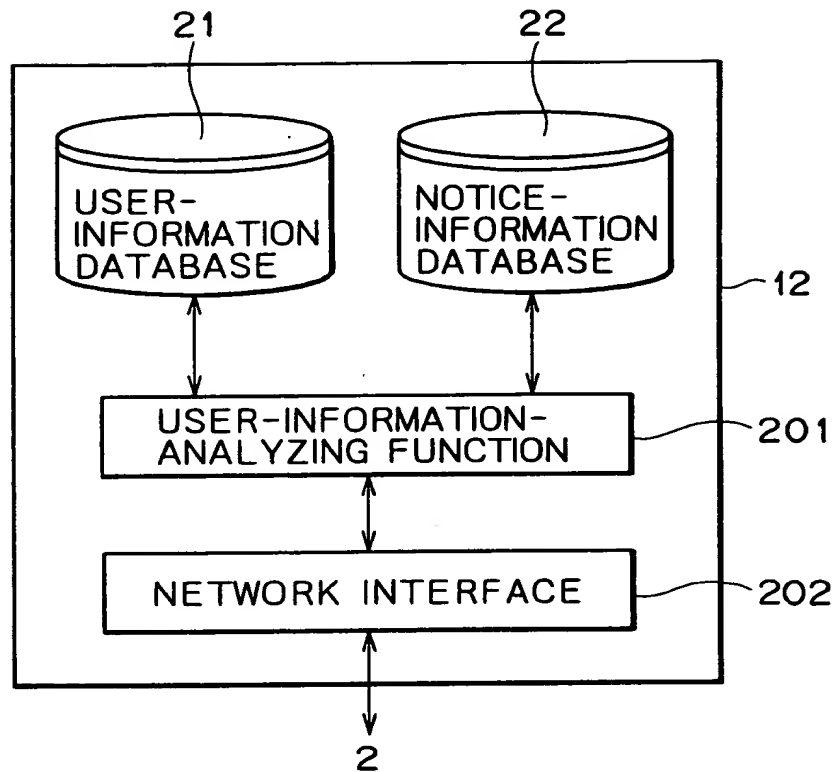 21
22
USER-
INFORMATION
DATABASE
NOTICE-
INFORMATION
DATABASE
12
USER-INFORMATION-
ANALYZING FUNCTION
201
NETWORK INTERFACE
202
2